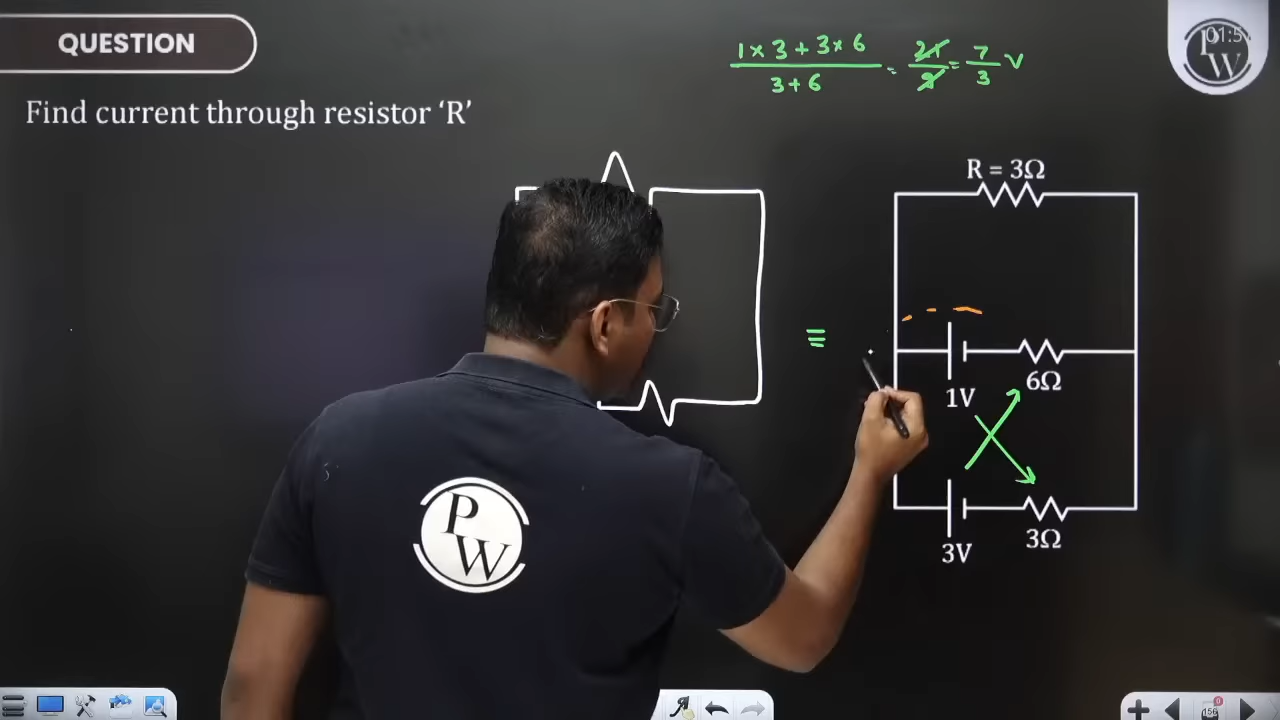 QUESTION
Find current through resistor ‘R’
1 × 3 + 3 × 6
3 + 6
=
21
9
=
7
3
V
R = 3Ω
≡
1V
6Ω
3V
3Ω
P
W
P
W
156